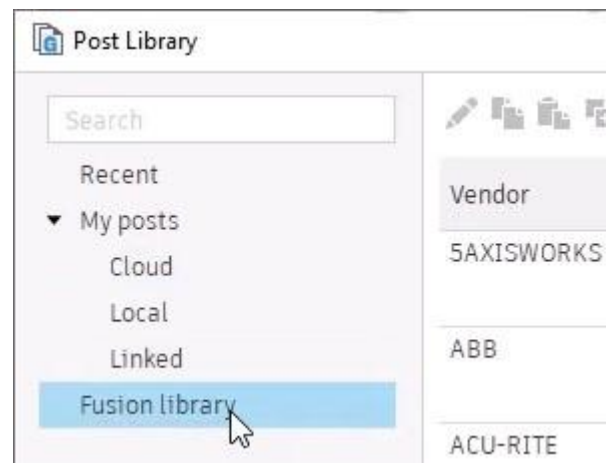 Post Library
Search
Recent
My posts
Cloud
Local
Linked
Fusion library
Vendor
5AXISWORKS
ABB
ACU-RITE